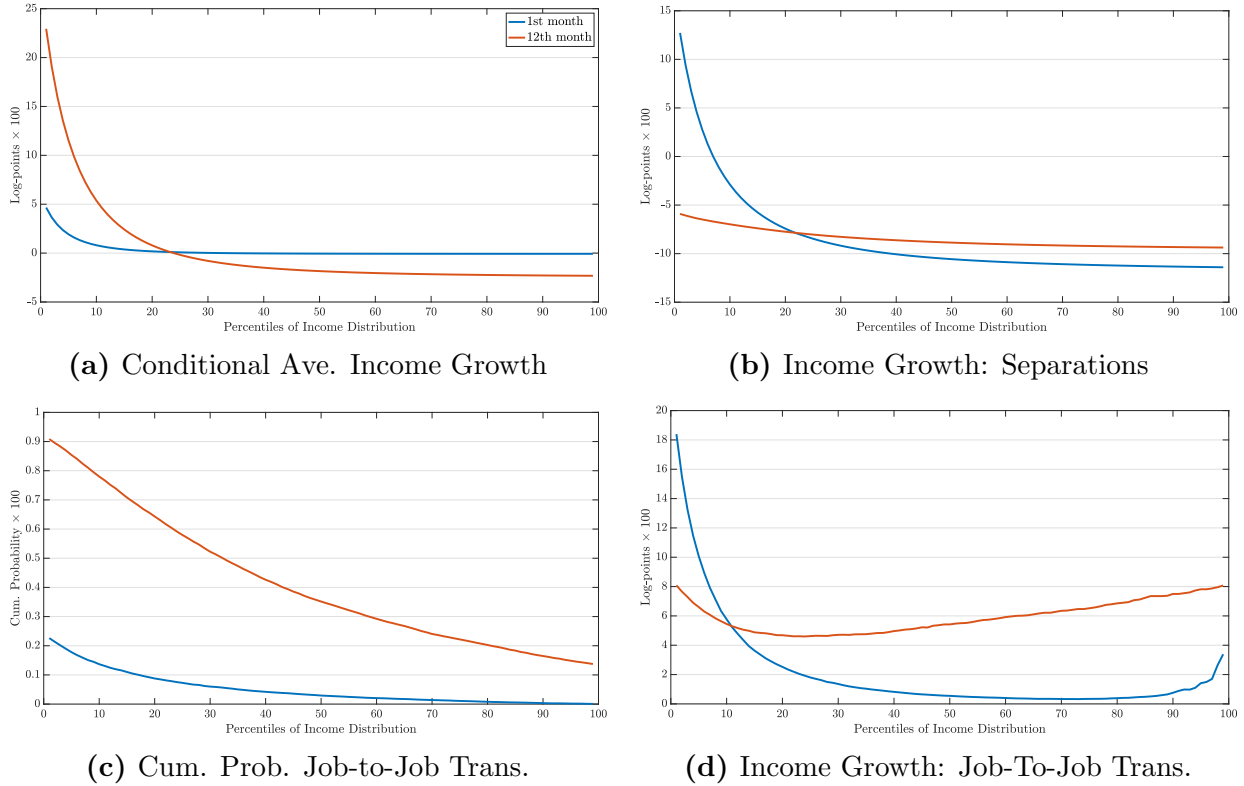 25
20
15
10
5
0
-5
0 10 20 30 40 50 60 70 80 90 100
Log-points × 100
Percentiles of Income Distribution
1st month
12th month
(a) Conditional Ave. Income Growth
15
10
5
0
-5
-10
-15
0 10 20 30 40 50 60 70 80 90 100
Log-points × 100
Percentiles of Income Distribution
(b) Income Growth: Separations
1
0.9
0.8
0.7
0.6
0.5
0.4
0.3
0.2
0.1
0
0 10 20 30 40 50 60 70 80 90 100
Cum. Probability × 100
Percentiles of Income Distribution
(c) Cum. Prob. Job-to-Job Trans.
20
18
16
14
12
10
8
6
4
2
0
0 10 20 30 40 50 60 70 80 90 100
Log-points × 100
Percentiles of Income Distribution
(d) Income Growth: Job-To-Job Trans.